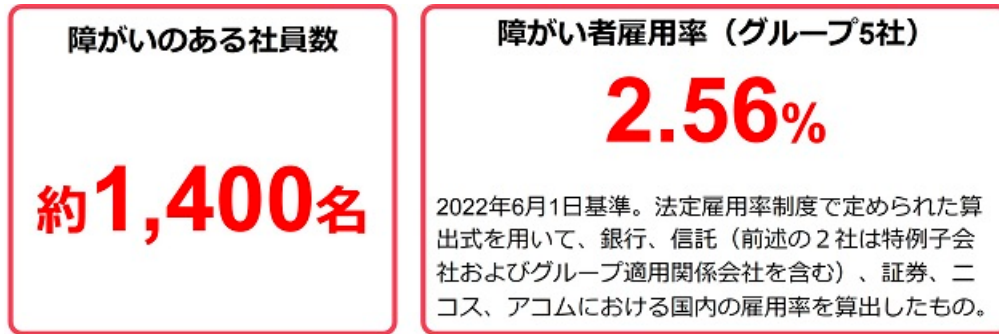 障がいのある社員数
約1,400名
障がい者雇用率（グループ5社）
2.56%
2022年6月1日基準。法定雇用率制度で定められた算
出式を用いて、銀行、信託（前述の２社は特例子会
社およびグループ適用関係会社を含む）、証券、ニ
コス、アコムにおける国内の雇用率を算出したもの。